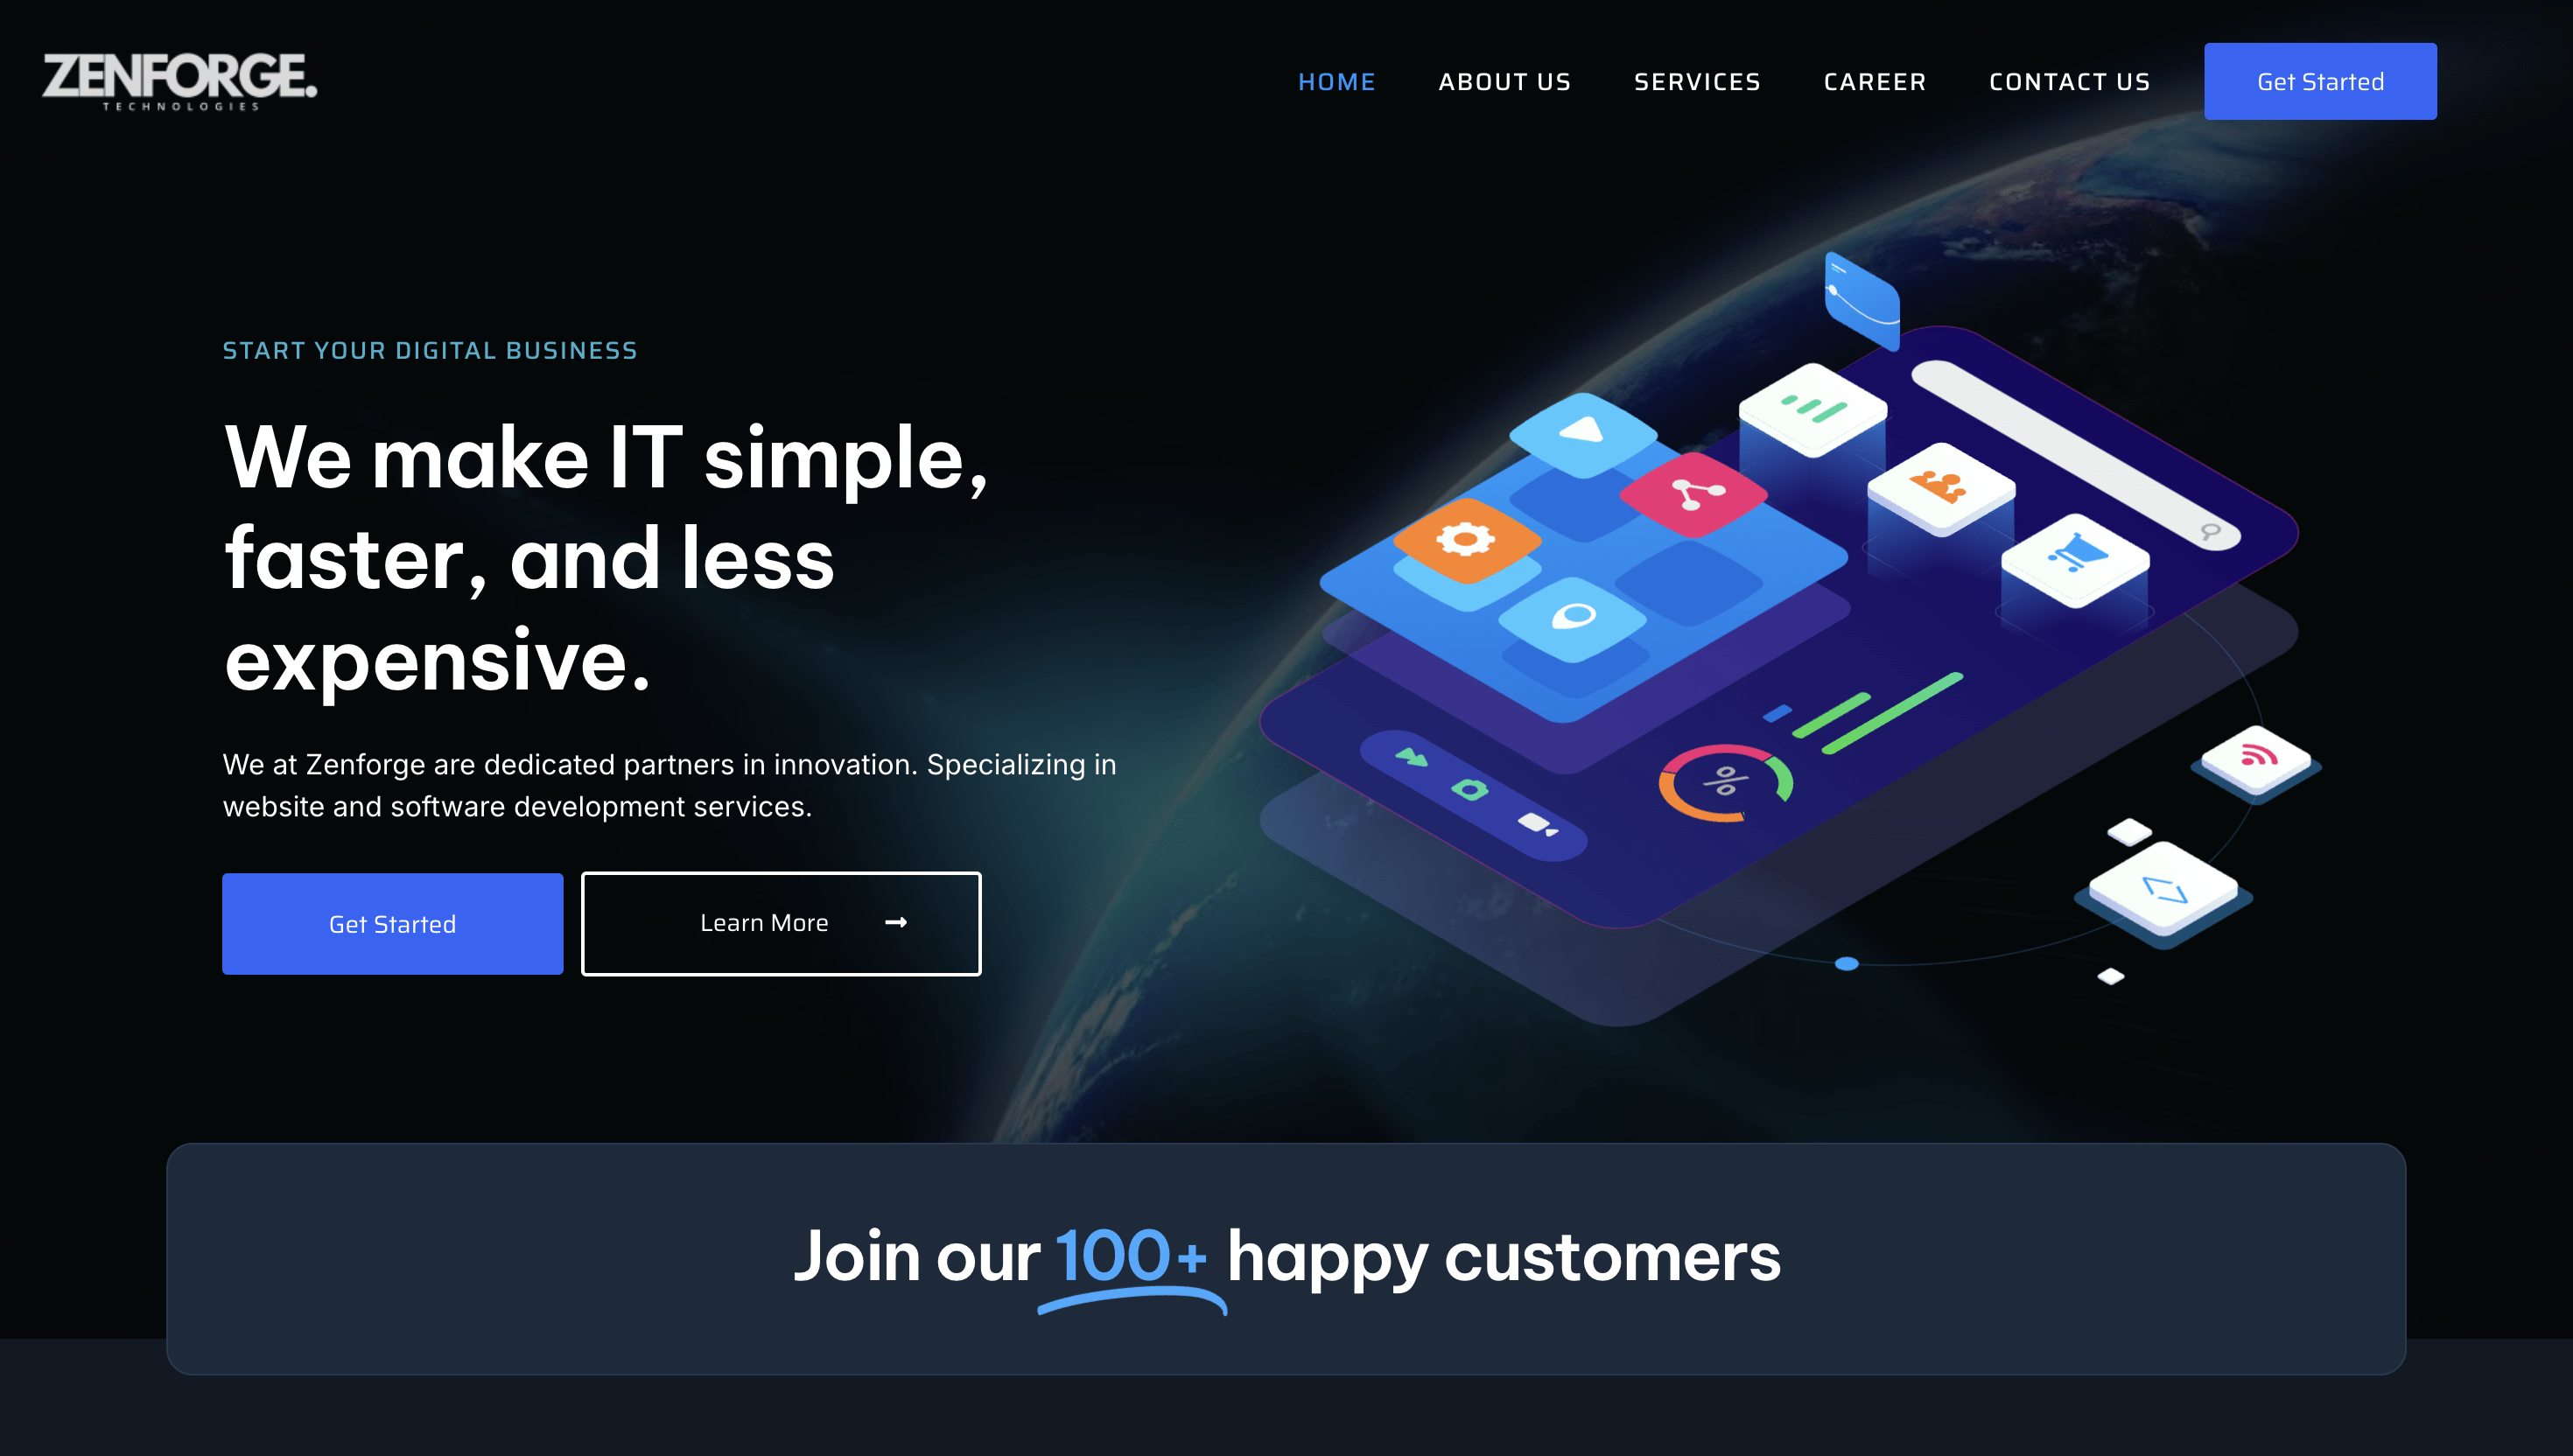 ZENFORGE.
TECHNOLOGIES
HOME
ABOUT US
SERVICES
CAREER
CONTACT US
Get Started
START YOUR DIGITAL BUSINESS
We make IT simple,
faster, and less
expensive.
We at Zenforge are dedicated partners in innovation. Specializing in
website and software development services.
Get Started
Learn More →
%
Join our 100+ happy customers